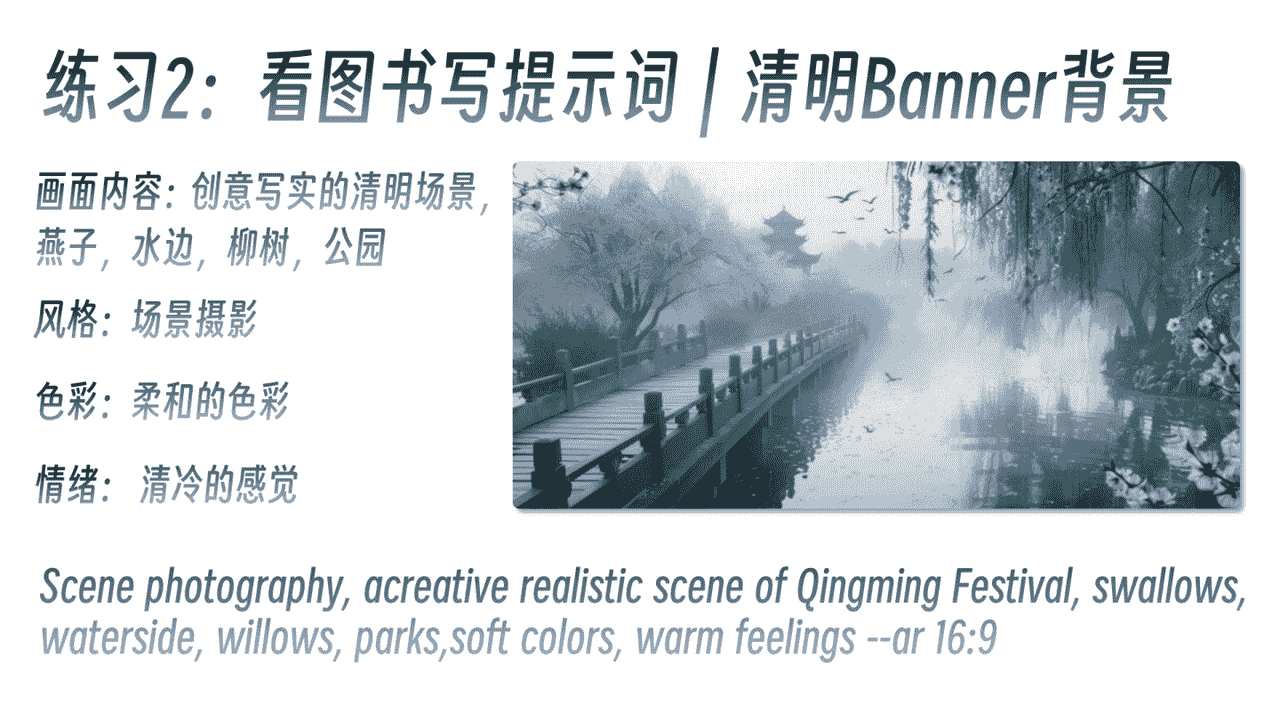 练习2：看图书写提示词 | 清明Banner背景
画面内容：创意写实的清明场景，
燕子，水边，柳树，公园
风格：场景摄影
色彩：柔和的色彩
情绪： 清冷的感觉
Scene photography, acreative realistic scene of Qingming Festival, swallows,
waterside, willows, parks,soft colors, warm feelings --ar 16:9